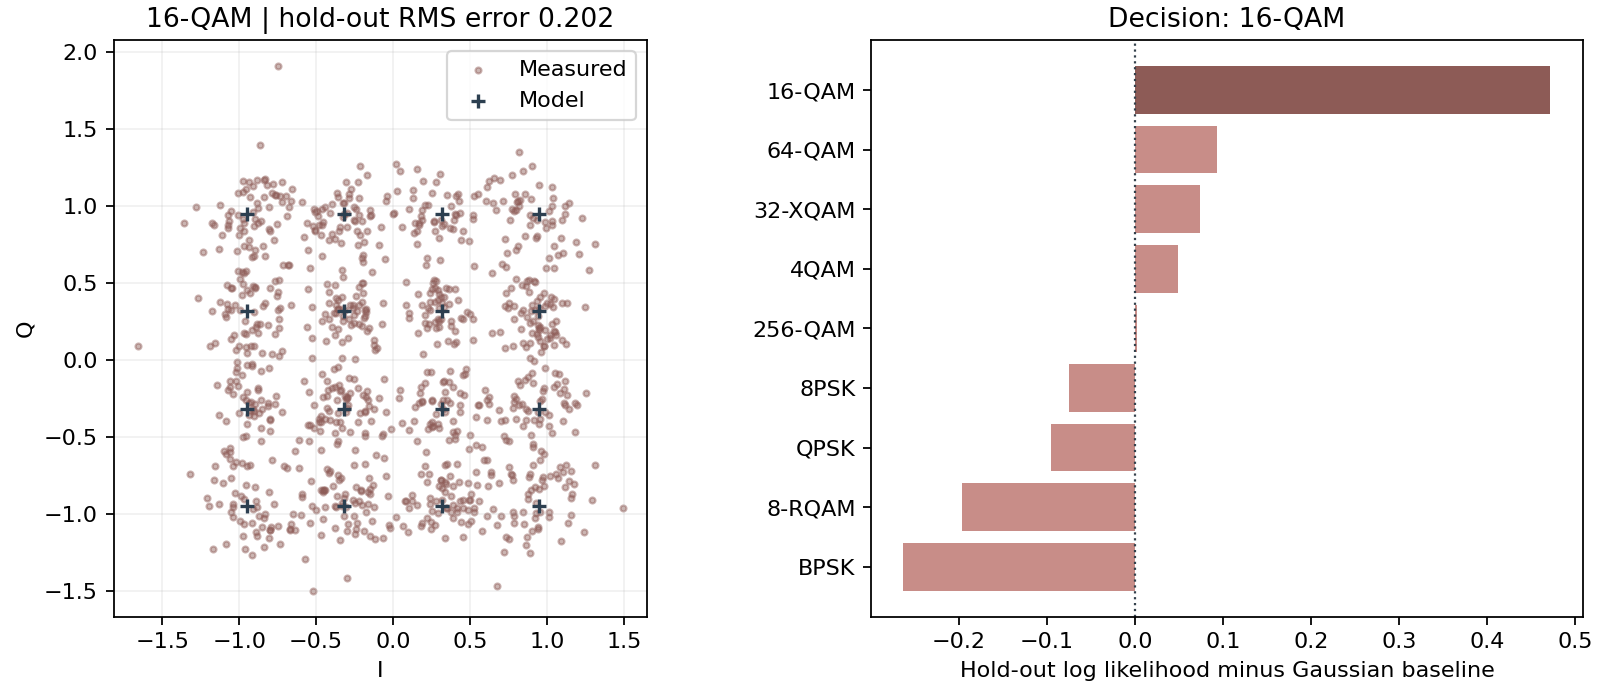 16-QAM | hold-out RMS error 0.202
2.0
1.5
1.0
0.5
0.0
−0.5
−1.0
−1.5
Q
Measured
Model
−1.5
−1.0
−0.5
0.0
0.5
1.0
1.5
I
Decision: 16-QAM
16-QAM
64-QAM
32-XQAM
4QAM
256-QAM
8PSK
QPSK
8-RQAM
BPSK
−0.2
−0.1
0.0
0.1
0.2
0.3
0.4
0.5
Hold-out log likelihood minus Gaussian baseline